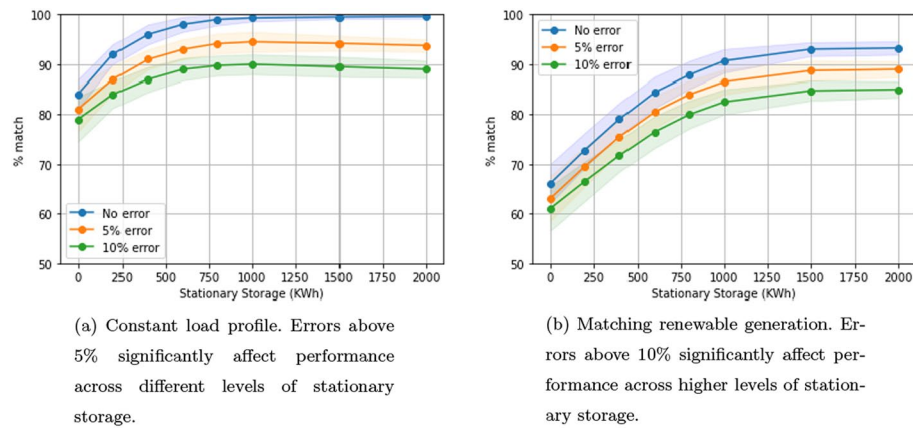 100
90
80
70
60
50
% match
No error
5% error
10% error
0 250 500 750 1000 1250 1500 1750 2000
Stationary Storage (KWh)
(a) Constant load profile. Errors above
5% significantly affect performance
across different levels of stationary
storage.
100
90
80
70
60
50
% match
No error
5% error
10% error
0 250 500 750 1000 1250 1500 1750 2000
Stationary Storage (KWh)
(b) Matching renewable generation. Er-
rors above 10% significantly affect per-
formance across higher levels of station-
ary storage.